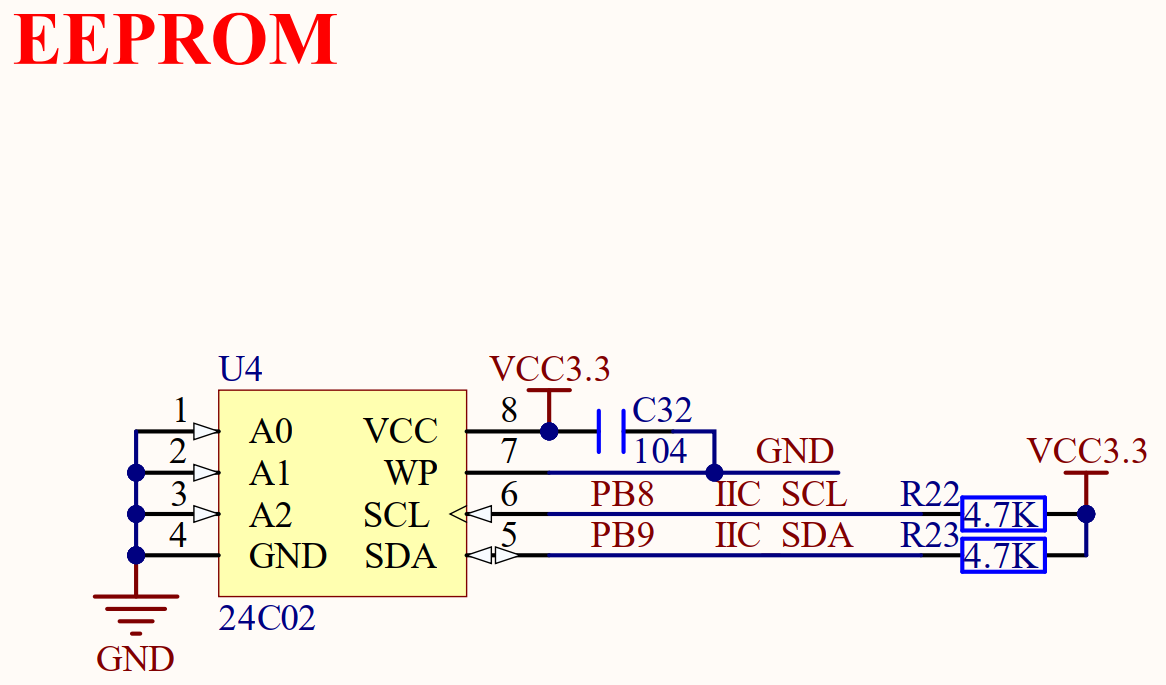 EEPROM
U4 VCC3.3
1 A0 VCC 8 C32
2 A1 WP 7 104 GND VCC3.3
3 A2 SCL 6 PB8 IIC SCL R22 4.7K
4 GND SDA 5 PB9 IIC SDA R23 4.7K
24C02
GND